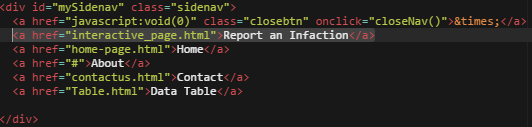 <div id="mySidenav" class="sidenav">
<a href="javascript:void(0)" class="closebtn" onclick="closeNav()">&times;</a>
<a href="interactive_page.html">Report an Infaction</a>
<a href="home-page.html">Home</a>
<a href="#">About</a>
<a href="contactus.html">Contact</a>
<a href="Table.html">Data Table</a>
</div>